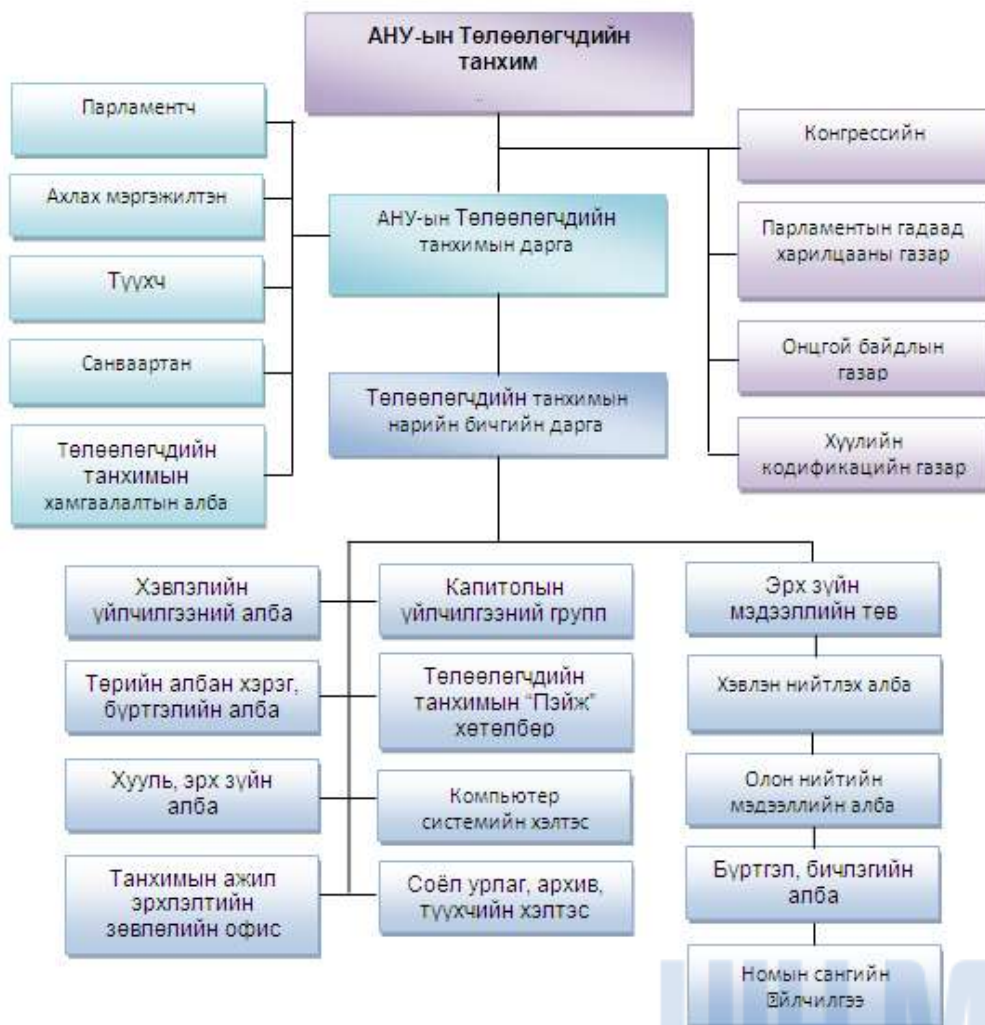 АНУ-ын Төлөөлөгчдийн
танхим
Парламентч
Ахлах мэргэжилтэн
Түүхч
Санваартан
Төлөөлөгчдийн
танхимын
хамгаалалтын алба
АНУ-ын Төлөөлөгчдийн
танхимын дарга
Төлөөлөгчдийн танхимын
нарийн бичгийн дарга
Конгрессийн
Парламентын гадаад
харилцааны газар
Онцгой байдлын
газар
Хүүлийн
кодификацийн газар
Хэвлэлийн
үйлчилгээний алба
Төрийн албан хэрэг,
бүртгэлийн алба
Хууль, эрх зүйн
алба
Танхимын ажил
эрхлэлтийн
зөвлөлийн офис
Капитолын
үйлчилгээний групп
Төлөөлөгчдийн
танхимын “Пэйж”
хөтөлбөр
Компьютер
системийн хэлтэс
Соёл урлаг, архив,
түүхчийн хэлтэс
Эрх зүйн
мэдээллийн төв
Хэвлэн нийтлэх алба
Олон нийтийн
мэдээллийн алба
Бүртгэл, бичлэгийн
алба
Номын сангийн
йлчилгээ